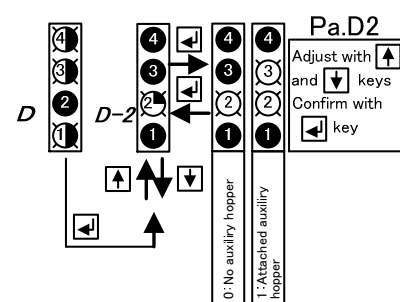 Pa.D2
Adjust with ↑
and ↓ keys
Confirm with
↵ key
D
4
3
2
1
D-2
4
3
2
1
4
3
2
1
4
3
2
1
0:No auxiliry hopper
1:Attached auxiliry
hopper